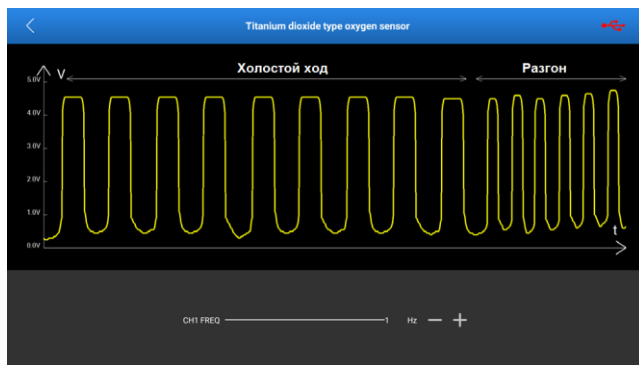 Titanium dioxide type oxygen sensor
V Холостой ход Разгон
5.0V
4.0V
3.0V
2.0V
1.0V
0.0V
t
CH1 FREQ 1 Hz